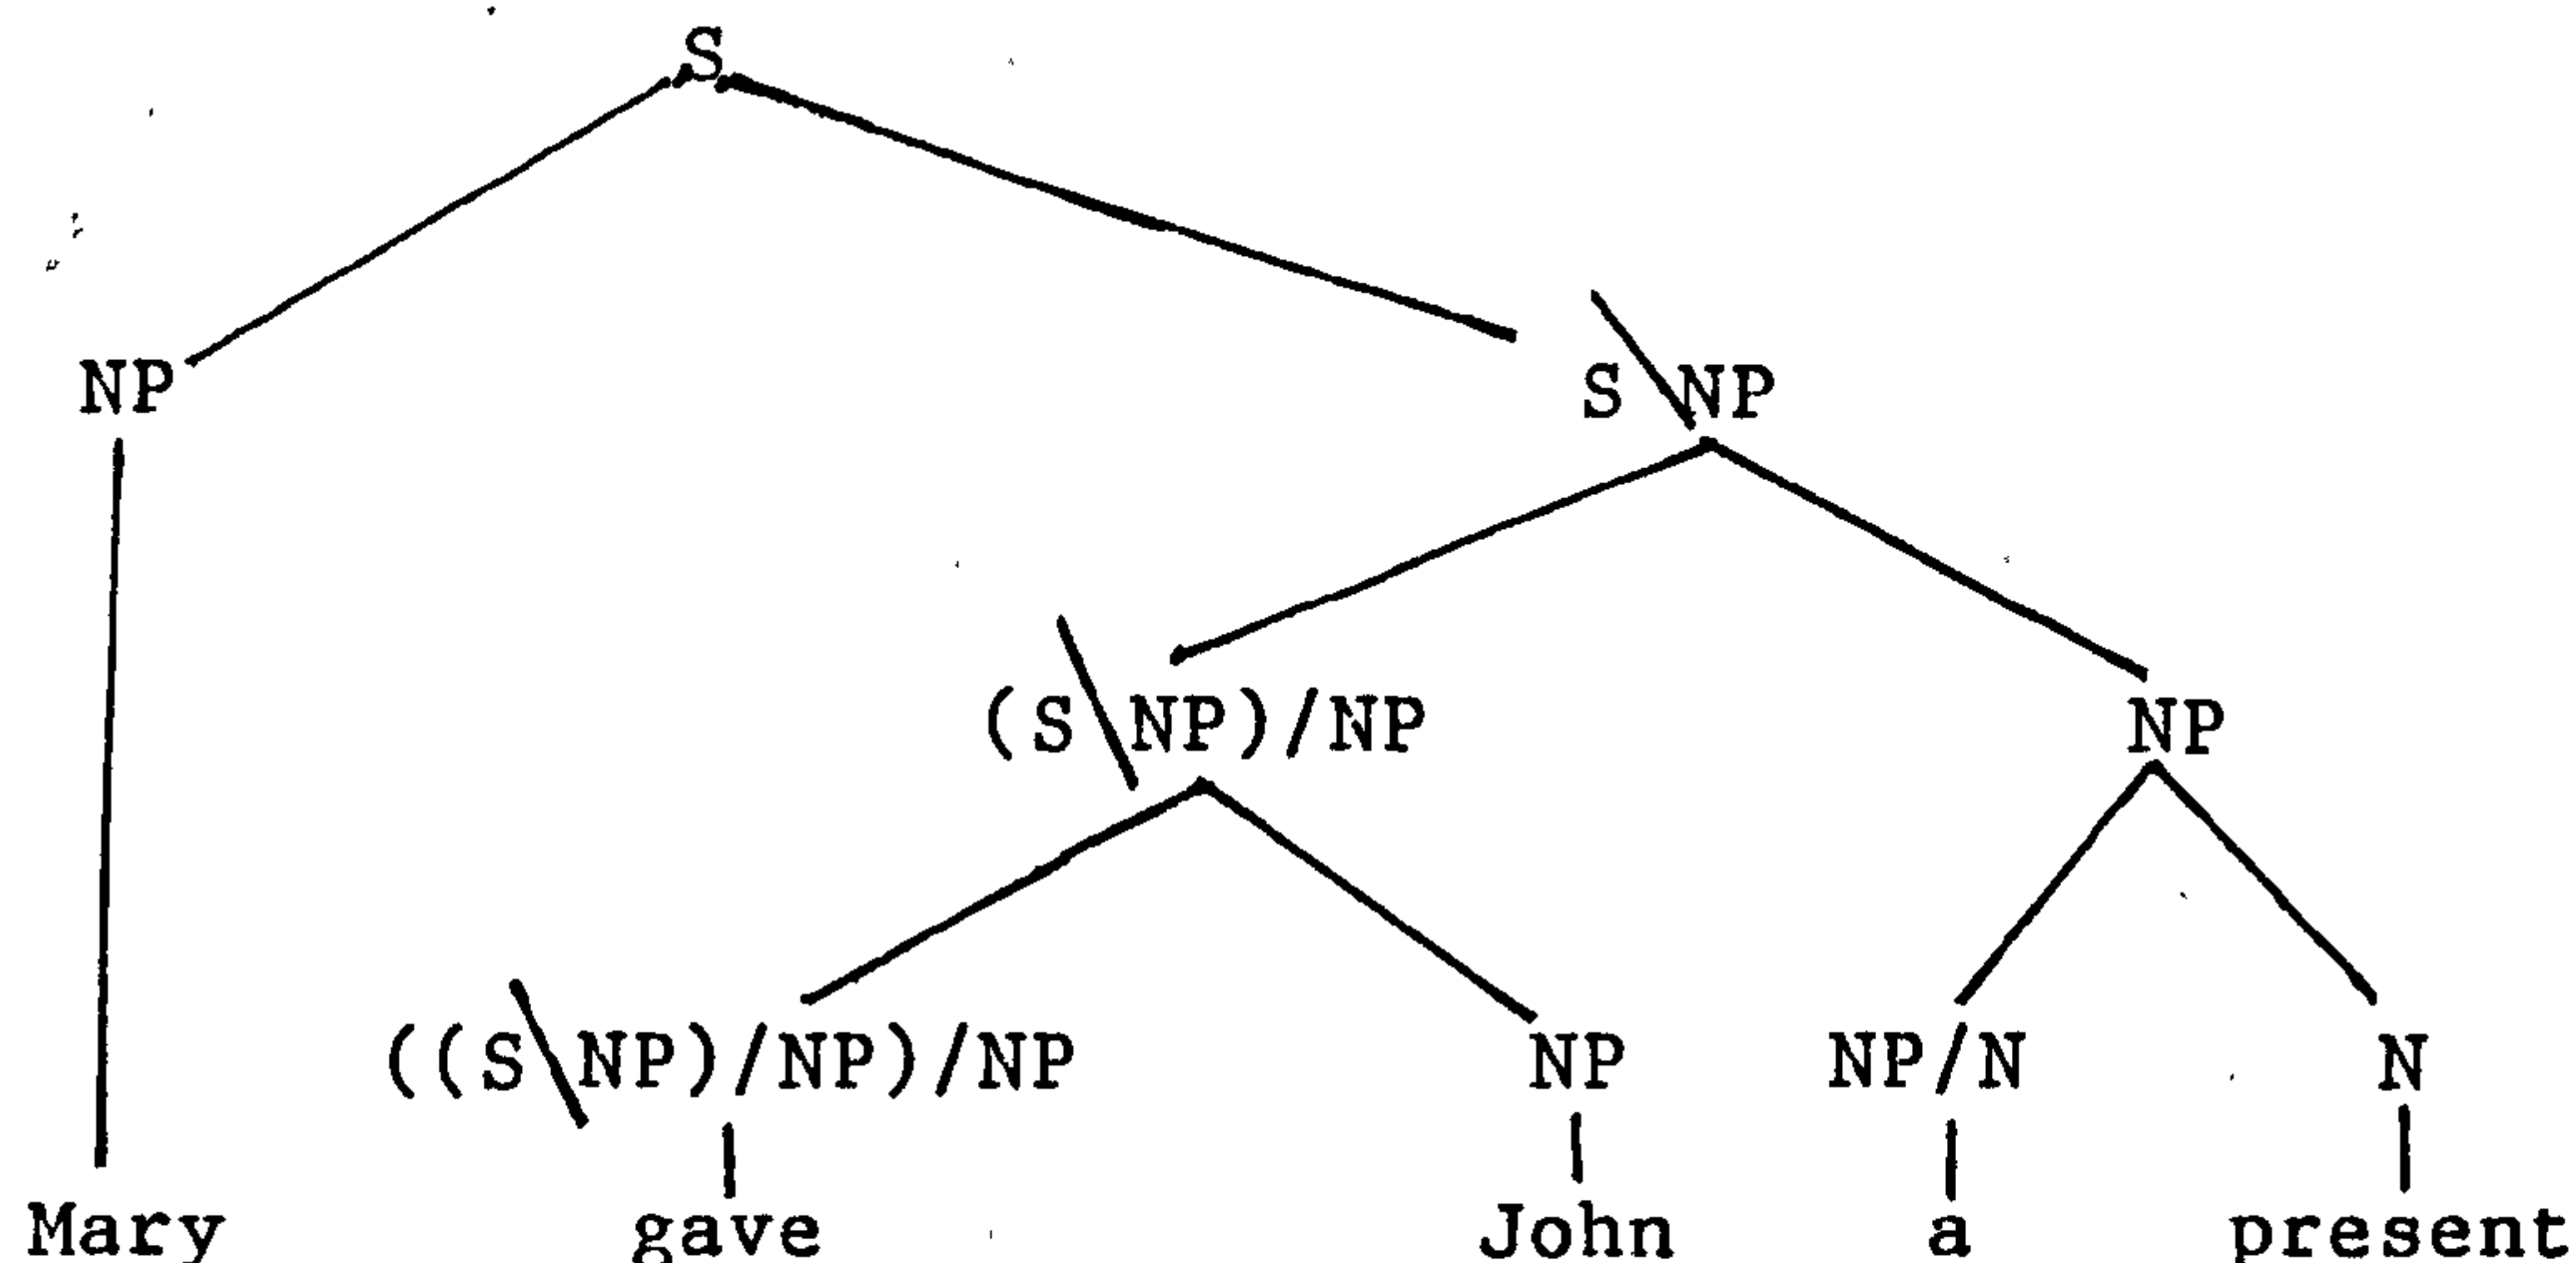 S
NP S\NP
(S\NP)/NP NP
((S\NP)/NP)/NP NP NP/N N
Mary gave John a present